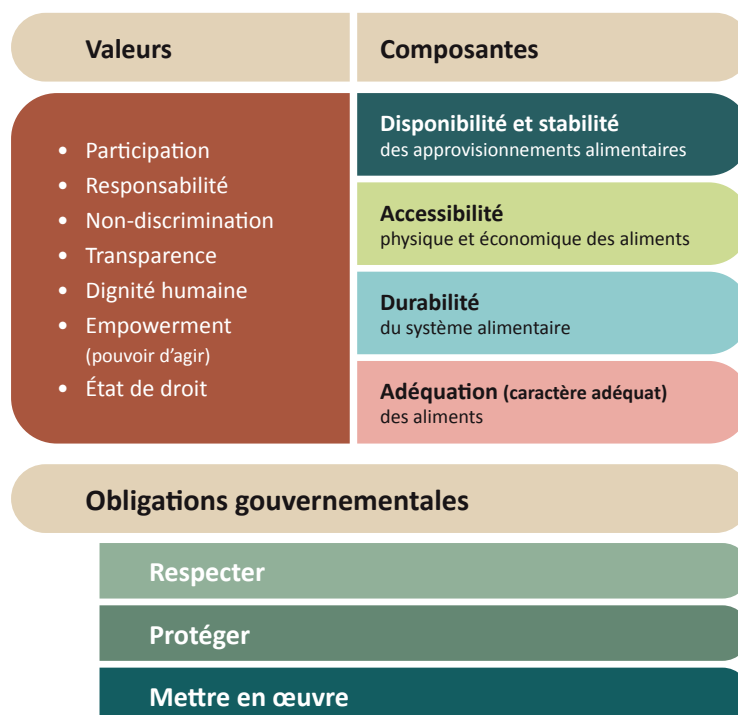 Valeurs
• Participation
• Responsabilité
• Non-discrimination
• Transparence
• Dignité humaine
• Empowerment
(pouvoir d’agir)
• État de droit
Composantes
Disponibilité et stabilité
des approvisionnements alimentaires
Accessibilité
physique et économique des aliments
Durabilité
du système alimentaire
Adéquation (caractère adéquat)
des aliments
Obligations gouvernementales
Respecter
Protéger
Mettre en œuvre